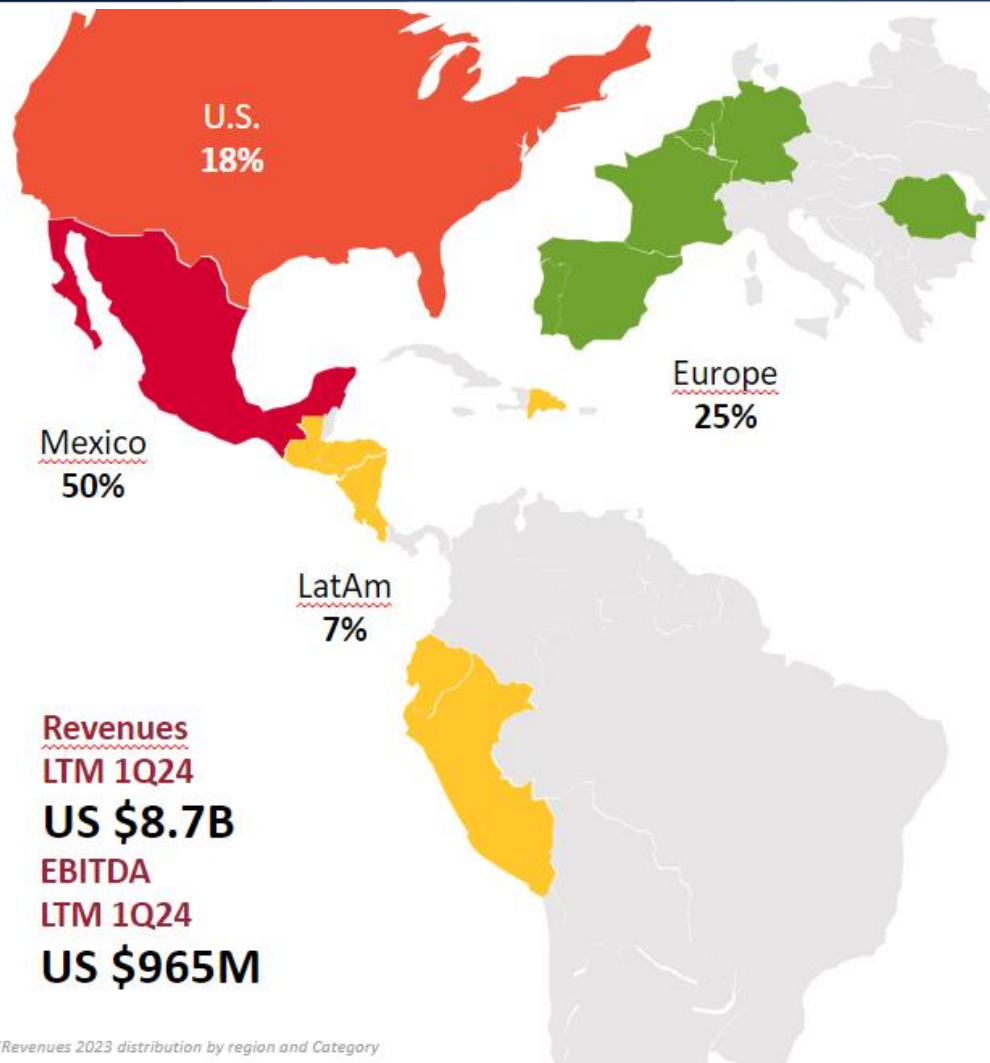 U.S.
18%
Europe
25%
Mexico
50%
LatAm
7%
Revenues
LTM 1Q24
US $8.7B
EBITDA
LTM 1Q24
US $965M
Revenues 2023 distribution by region and Category